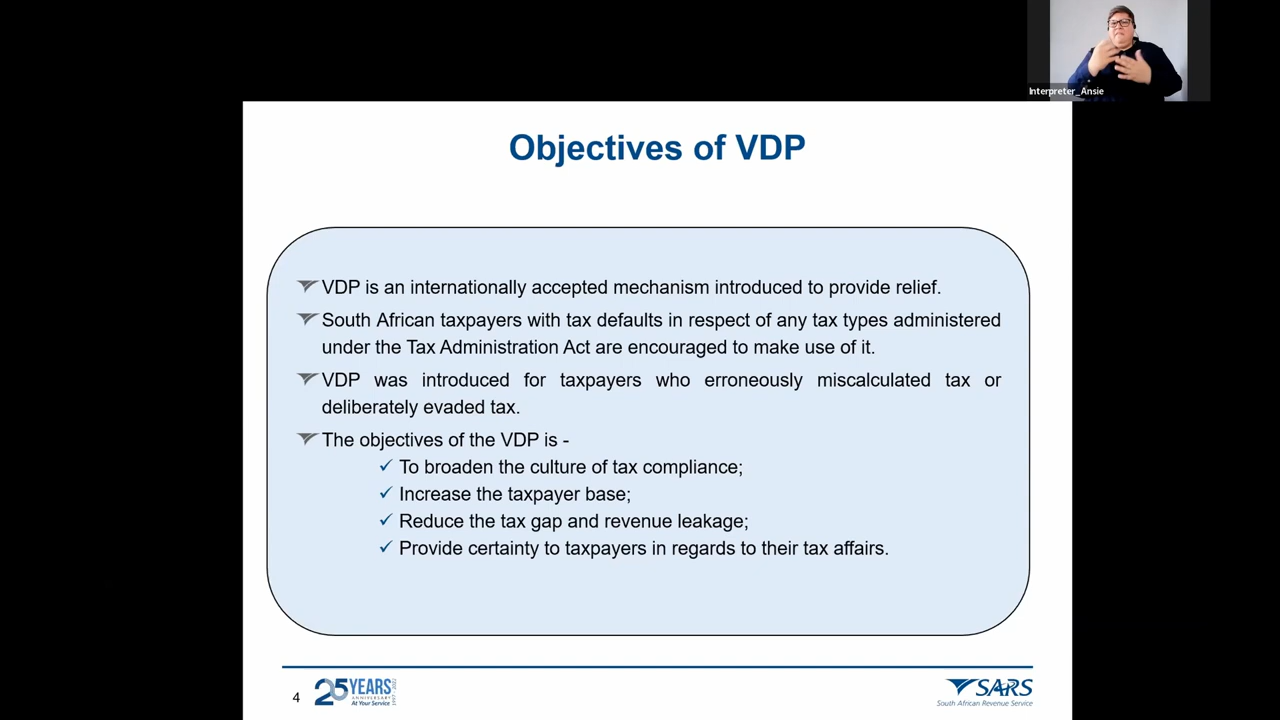 Interpreter_Ansie
Objectives of VDP
VDP is an internationally accepted mechanism introduced to provide relief.
South African taxpayers with tax defaults in respect of any tax types administered
under the Tax Administration Act are encouraged to make use of it.
VDP was introduced for taxpayers who erroneously miscalculated tax or
deliberately evaded tax.
The objectives of the VDP is -
To broaden the culture of tax compliance;
Increase the taxpayer base;
Reduce the tax gap and revenue leakage;
Provide certainty to taxpayers in regards to their tax affairs.
4
25 YEARS
ANNIVERSARY
At Your Service
1997 - 2022
SARS
South African Revenue Service